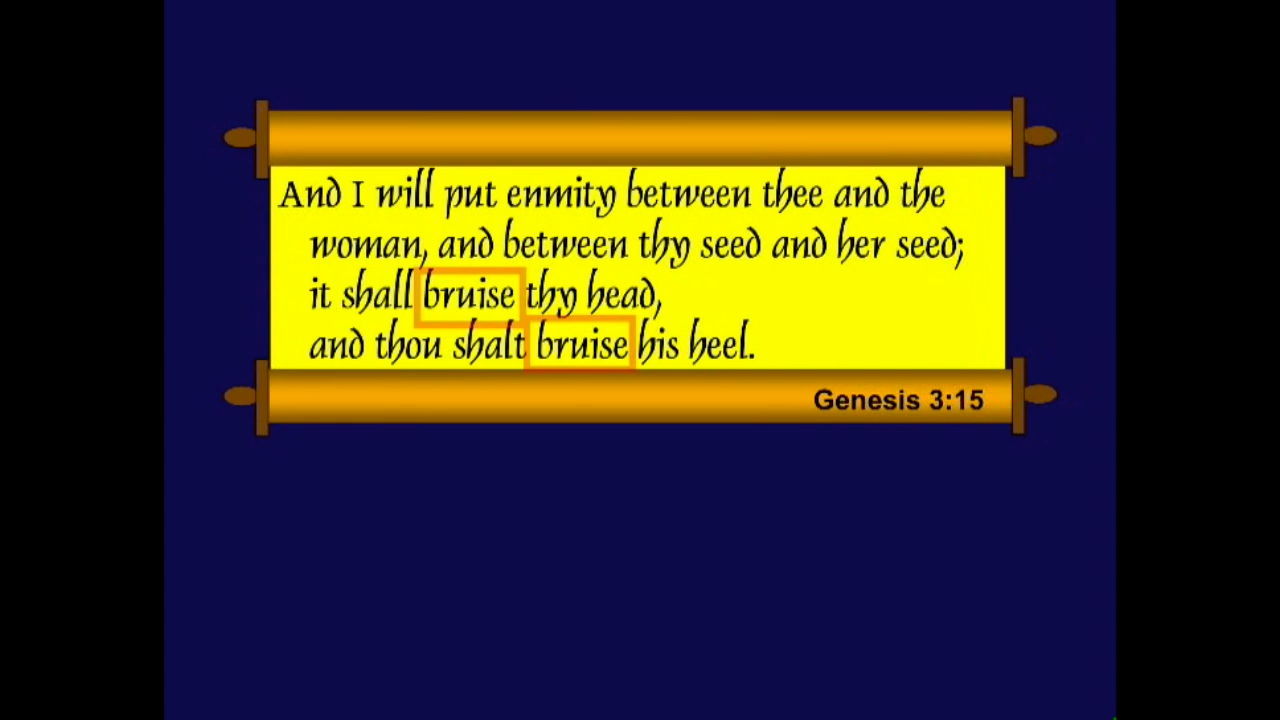 And I will put enmity between thee and the
woman, and between thy seed and her seed;
it shall bruise thy head,
and thou shalt bruise his heel.
Genesis 3:15